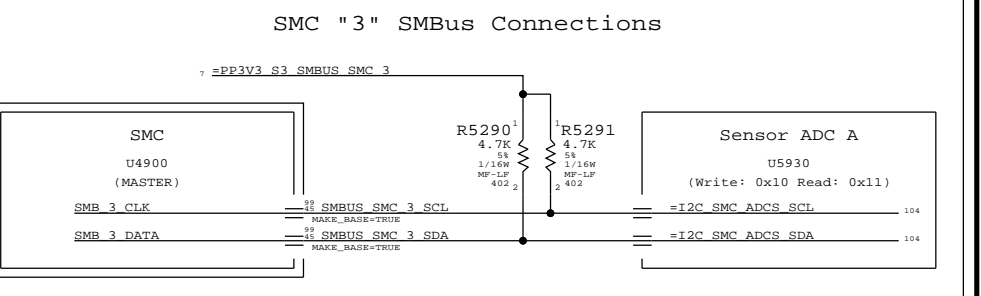 SMC "3" SMBus Connections
7 =PP3V3_S3_SMBUS_SMC_3
SMC
U4900
(MASTER)
SMB_3_CLK
SMB_3_DATA
99
45 SMBUS_SMC_3_SCL
MAKE_BASE=TRUE
99
45 SMBUS_SMC_3_SDA
MAKE_BASE=TRUE
R5290 1
4.7K
5%
1/16W
MF-LF
402 2
1 R5291
4.7K
5%
1/16W
MF-LF
2 402
Sensor ADC A
U5930
(Write: 0x10 Read: 0x11)
=I2C_SMC_ADCS_SCL 104
=I2C_SMC_ADCS_SDA 104